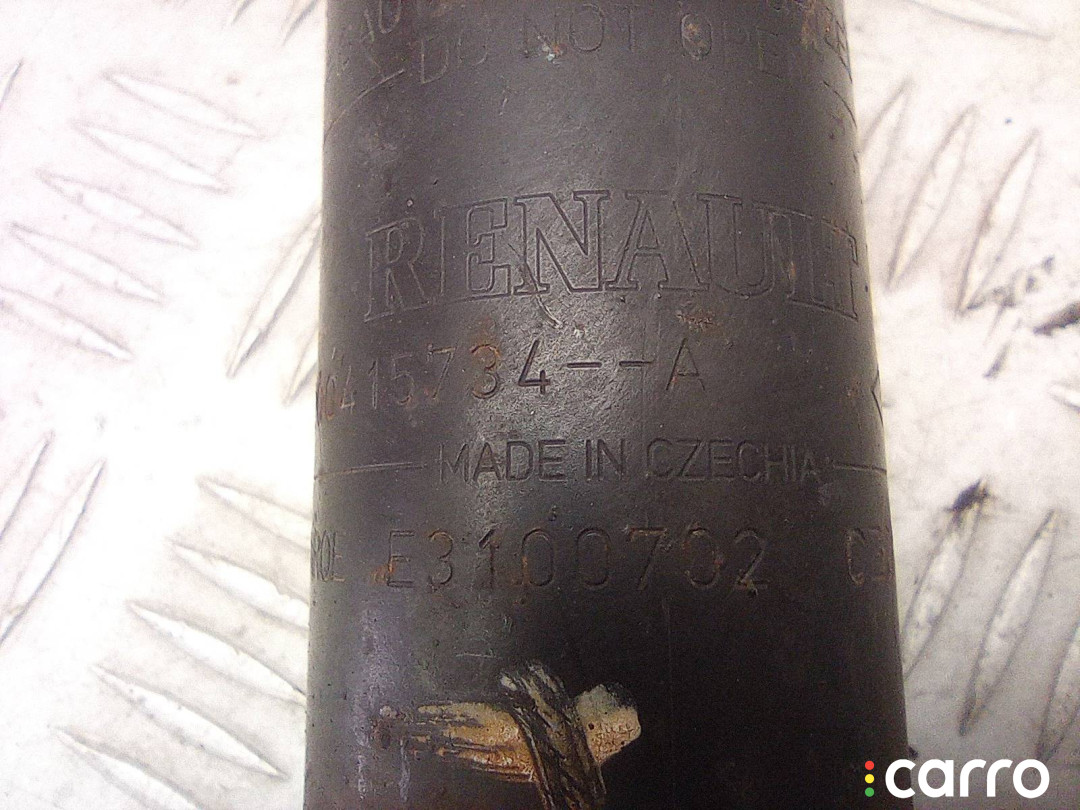 DO NOT OPE
RENAULT
415734--A
MADE IN CZECHIA
E3100702
carro